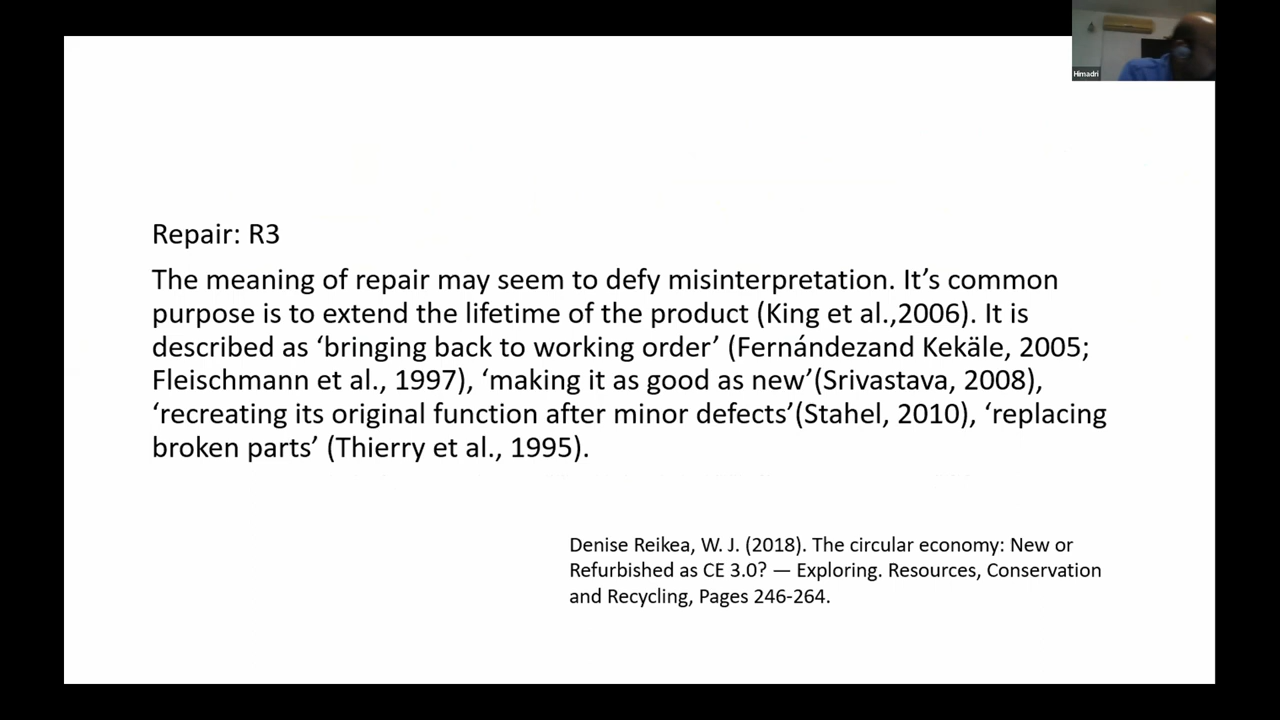 Himadri
Repair: R3
The meaning of repair may seem to defy misinterpretation. It’s common
purpose is to extend the lifetime of the product (King et al.,2006). It is
described as ‘bringing back to working order’ (Fernándezand Kekäle, 2005;
Fleischmann et al., 1997), ‘making it as good as new’(Srivastava, 2008),
‘recreating its original function after minor defects’(Stahel, 2010), ‘replacing
broken parts’ (Thierry et al., 1995).
Denise Reikea, W. J. (2018). The circular economy: New or
Refurbished as CE 3.0? — Exploring. Resources, Conservation
and Recycling, Pages 246-264.